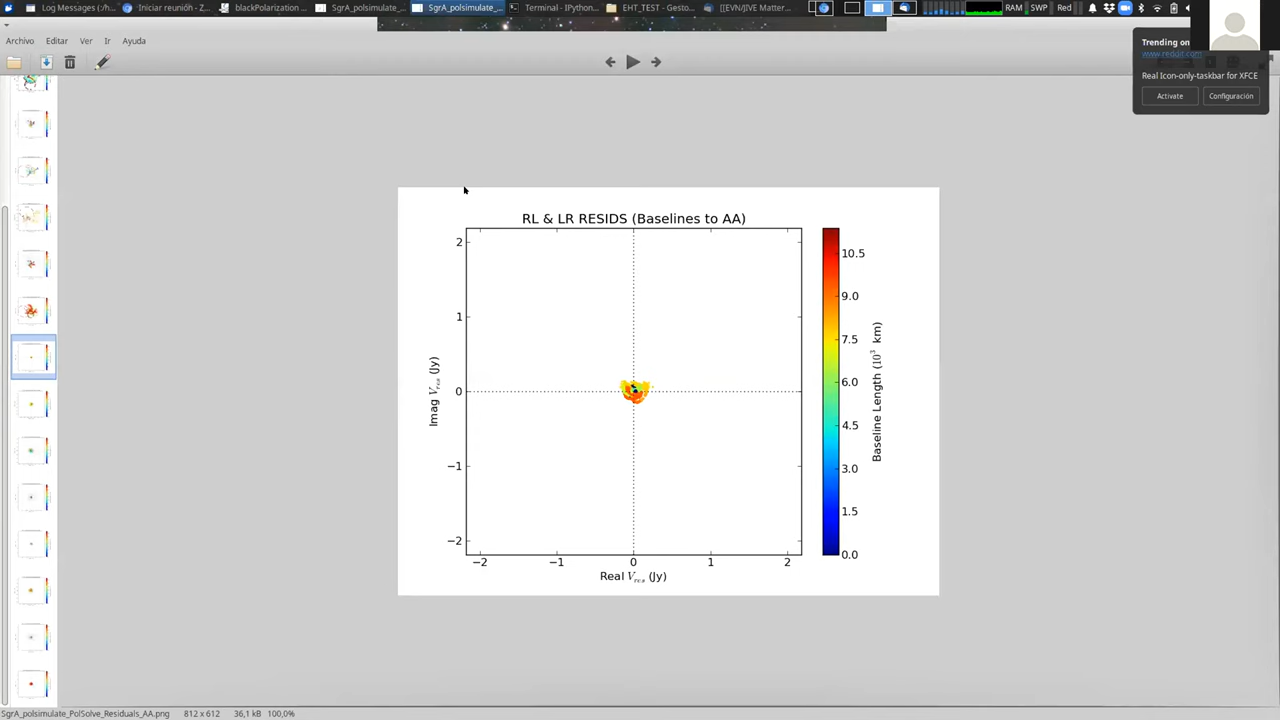 Log Messages (:/h... Iniciar reunión - Z... blackPolarization ... SgrA_polsimulate_... SgrA_polsimulate_... Terminal - IPython... EHT_TEST - Gesto... [[EVN/JIVE Matter... RAM SWP Red
Archivo Editar Ver Ir Ayuda
Trending on
www.reddit.com
Real Icon-only-taskbar for XFCE
Activate Configuración
RL & LR RESIDS (Baselines to AA)
2
1
0
−1
−2
Imag V_res (Jy)
−2 −1 0 1 2
Real V_res (Jy)
10.5
9.0
7.5
6.0
4.5
3.0
1.5
0.0
Baseline Length (10³ km)
SgrA_polsimulate_PolSolve_Residuals_AA.png 812 x 612 36,1 kB 100,0%